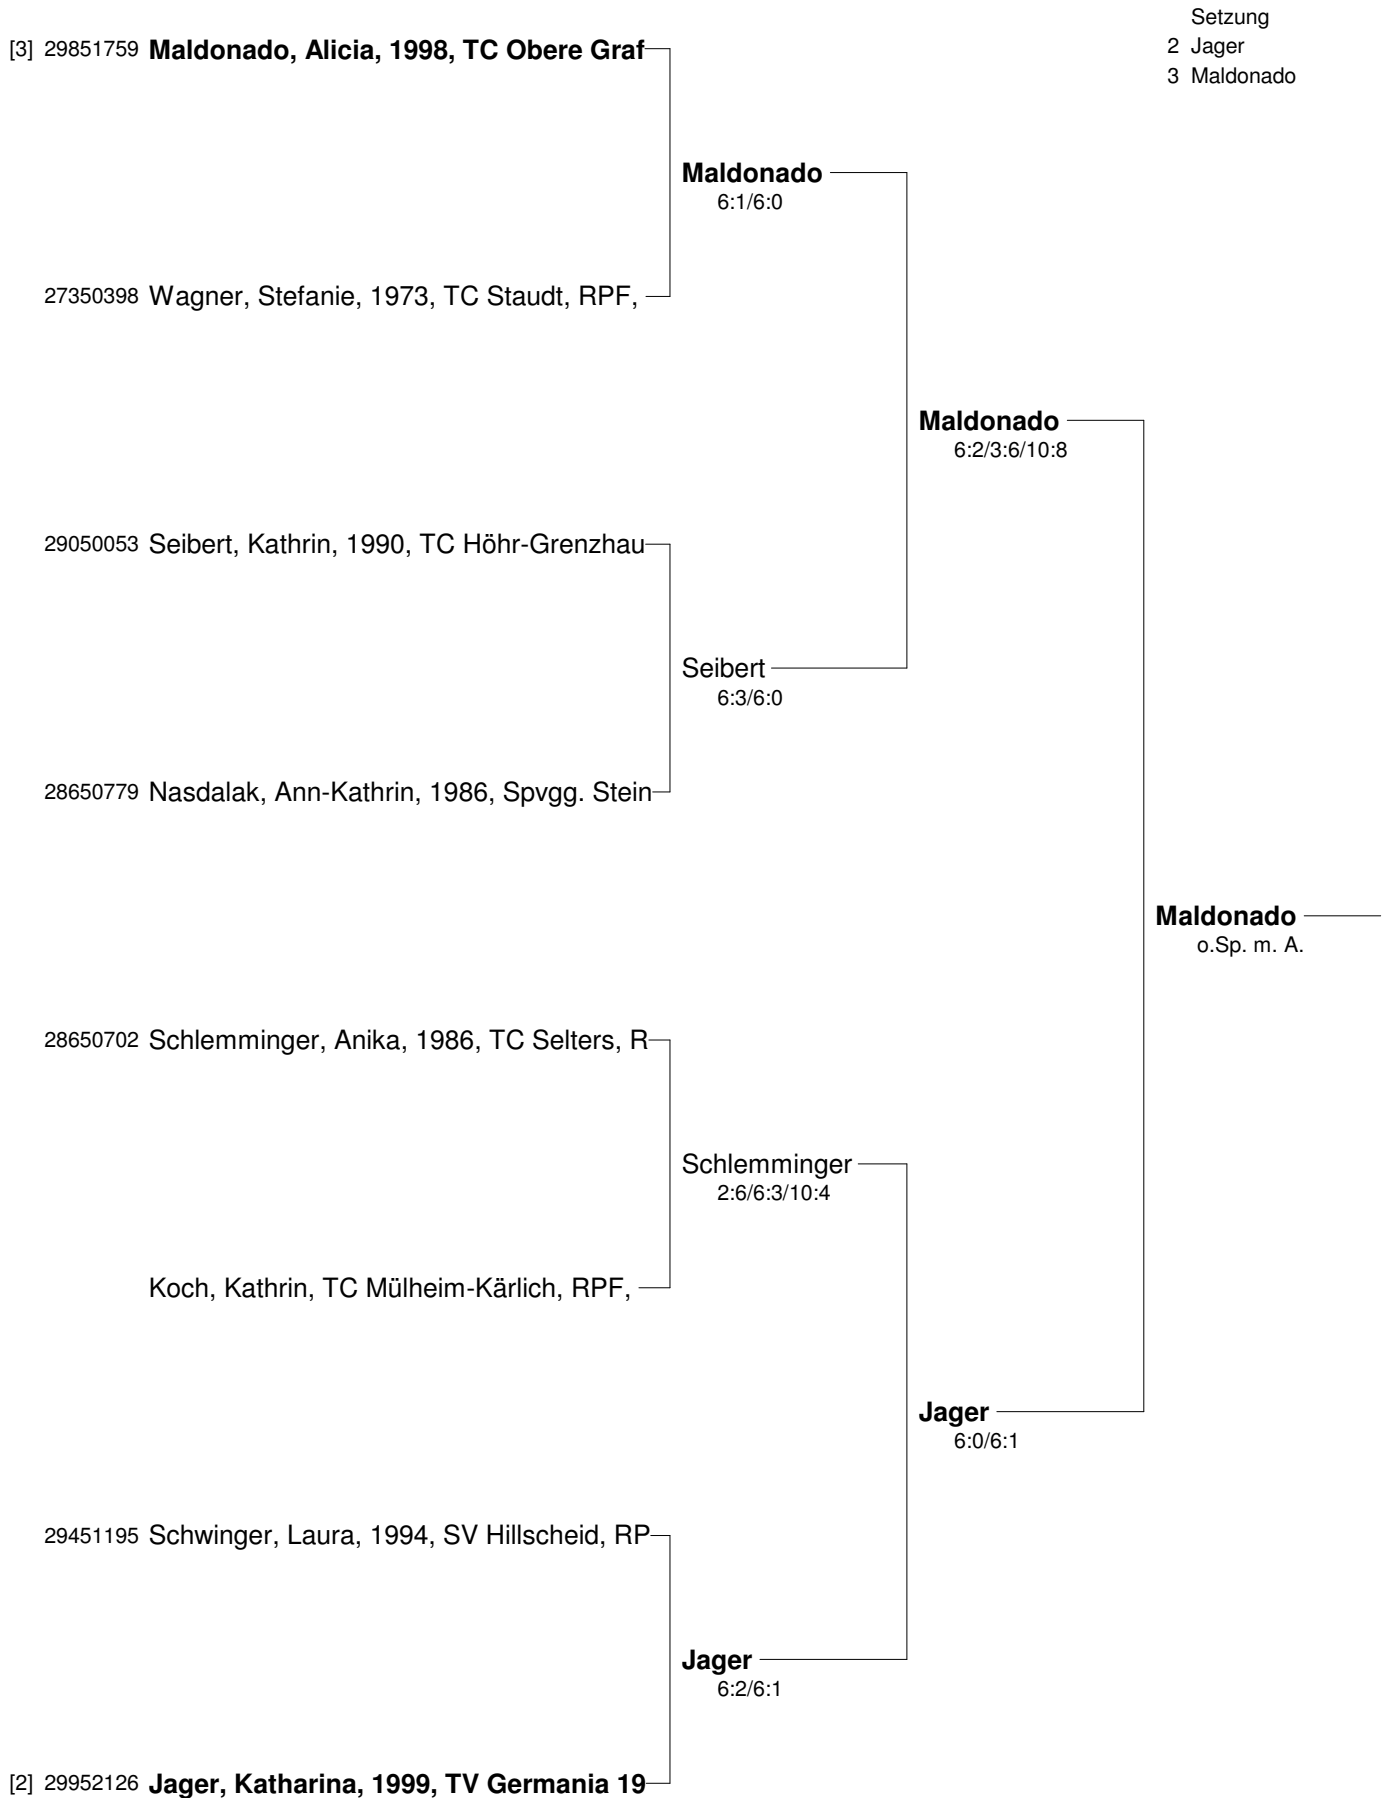 Setzung
2 Jager
3 Maldonado
[3] 29851759 Maldonado, Alicia, 1998, TC Obere Graf
Maldonado
6:1/6:0
27350398 Wagner, Stefanie, 1973, TC Staudt, RPF,
Maldonado
6:2/3:6/10:8
29050053 Seibert, Kathrin, 1990, TC Höhr-Grenzhau
Seibert
6:3/6:0
28650779 Nasdalak, Ann-Kathrin, 1986, Spvgg. Stein
Maldonado
o.Sp. m. A.
28650702 Schlemminger, Anika, 1986, TC Selters, R
Schlemminger
2:6/6:3/10:4
Koch, Kathrin, TC Mülheim-Kärlich, RPF,
Jager
6:0/6:1
29451195 Schwinger, Laura, 1994, SV Hillscheid, RP
Jager
6:2/6:1
[2] 29952126 Jager, Katharina, 1999, TV Germania 19